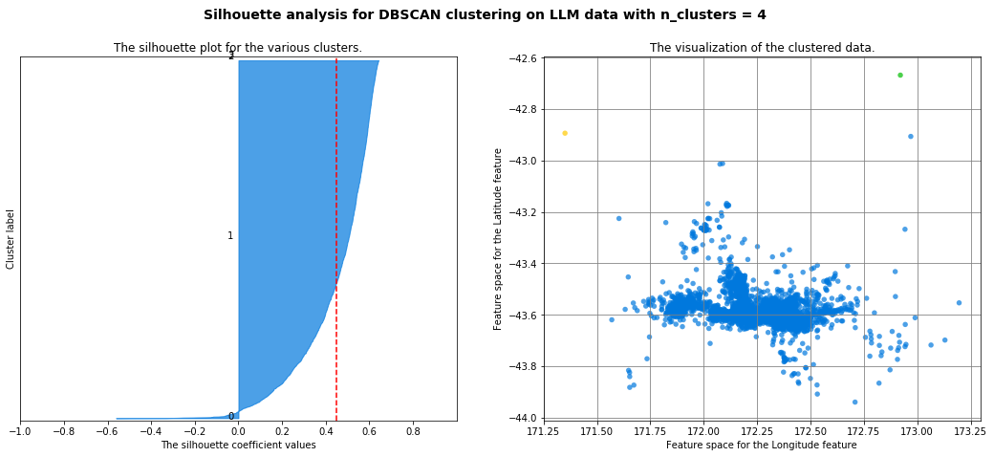 Silhouette analysis for DBSCAN clustering on LLM data with n_clusters = 4
The silhouette plot for the various clusters.
Cluster label
1
0
−1.0 −0.8 −0.6 −0.4 −0.2 0.0 0.2 0.4 0.6 0.8
The silhouette coefficient values
The visualization of the clustered data.
Feature space for the Latitude feature
−42.6
−42.8
−43.0
−43.2
−43.4
−43.6
−43.8
−44.0
171.25 171.50 171.75 172.00 172.25 172.50 172.75 173.00 173.25
Feature space for the Longitude feature